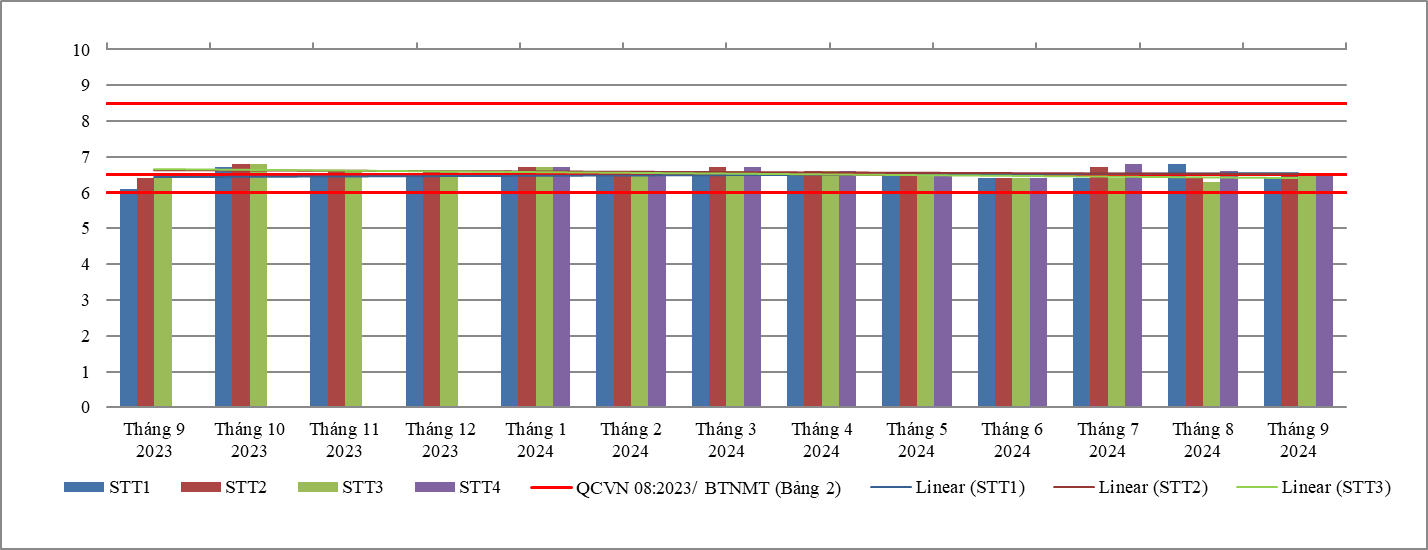 10
9
8
7
6
5
4
3
2
1
0
Tháng 9 2023
Tháng 10 2023
Tháng 11 2023
Tháng 12 2023
Tháng 1 2024
Tháng 2 2024
Tháng 3 2024
Tháng 4 2024
Tháng 5 2024
Tháng 6 2024
Tháng 7 2024
Tháng 8 2024
Tháng 9 2024
STT1 STT2 STT3 STT4 QCVN 08:2023/ BTNMT (Bảng 2) Linear (STT1) Linear (STT2) Linear (STT3)